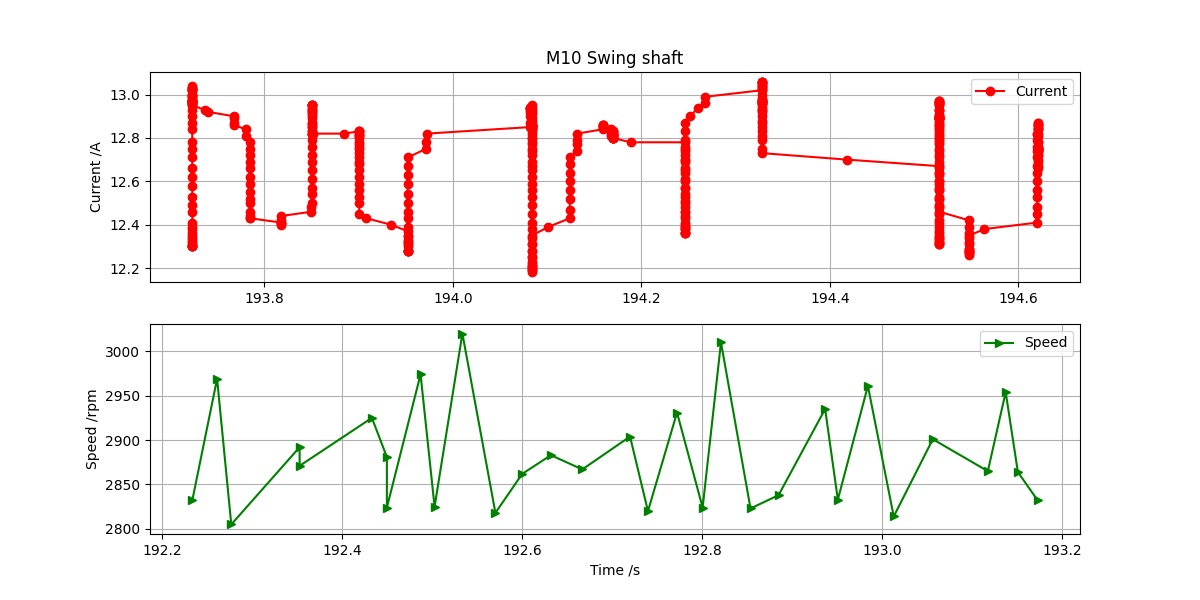 M10 Swing shaft
Current /A
13.0
12.8
12.6
12.4
12.2
Current
193.8 194.0 194.2 194.4 194.6
Speed /rpm
3000
2950
2900
2850
2800
Speed
192.2 192.4 192.6 192.8 193.0 193.2
Time /s